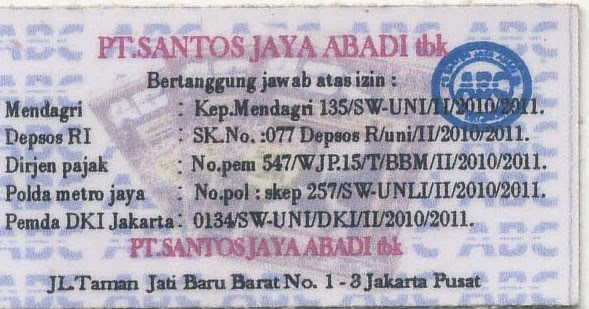 PT.SANTOS JAYA ABADI tbk
Bertanggung jawab atas izin :
Mendagri : Kep.Mendagri 135/SW-UNI/II/2010/2011.
Depsos RI : SK.No. :077 Depsos R/uni/II/2010/2011.
Dirjen pajak : No.pem 547/WJP.15/T/BBM/II/2010/2011.
Polda metro jaya : No.pol : skep 257/SW-UNLI/II/2010/2011.
Pemda DKI Jakarta : 0134/SW-UNI/DKI/II/2010/2011.
PT.SANTOS JAYA ABADI tbk
JL.Taman Jati Baru Barat No. 1 - 3 Jakarta Pusat
ABC